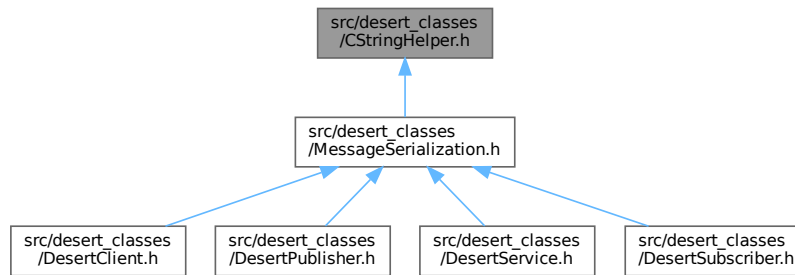 src/desert_classes
/CStringHelper.h
src/desert_classes
/MessageSerialization.h
src/desert_classes
/DesertClient.h
src/desert_classes
/DesertPublisher.h
src/desert_classes
/DesertService.h
src/desert_classes
/DesertSubscriber.h